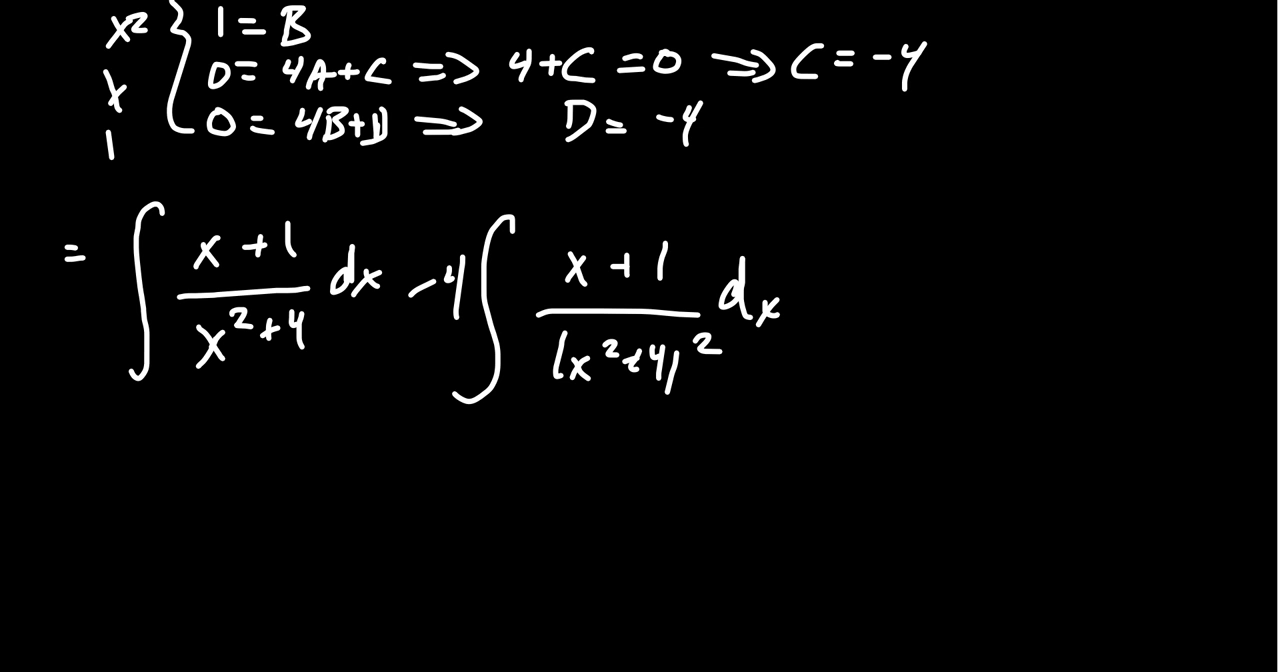 x² { 1 = B
x 0 = 4A+C ⟹ 4+C = 0 ⟹ C = -4
1 0 = 4B+D ⟹ D = -4
= ∫ (x+1)/(x²+4) dx - 4 ∫ (x+1)/(x²+4)² dx